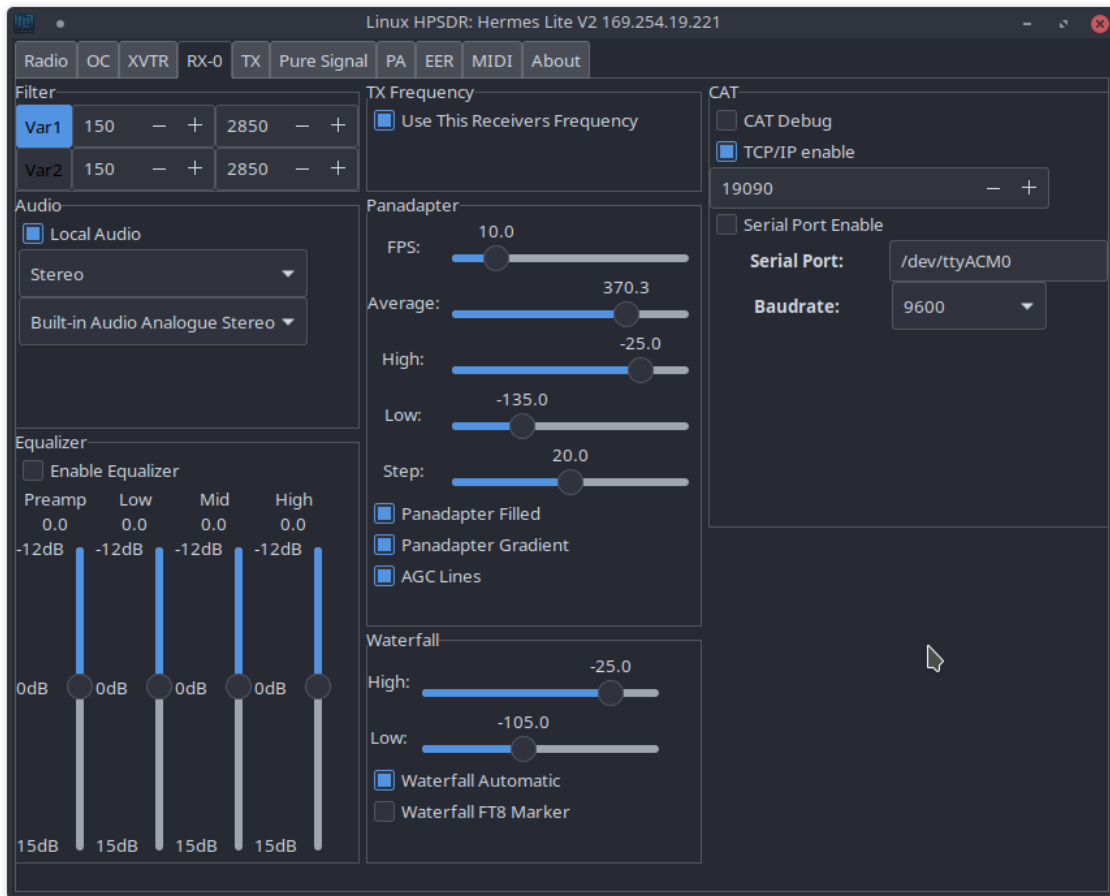 Linux HPSDR: Hermes Lite V2 169.254.19.221
Radio OC XVTR RX-0 TX Pure Signal PA EER MIDI About
Filter
Var1 150 − + 2850 − +
Var2 150 − + 2850 − +
Audio
Local Audio
Stereo
Built-in Audio Analogue Stereo
Equalizer
Enable Equalizer
Preamp Low Mid High
0.0 0.0 0.0 0.0
-12dB -12dB -12dB -12dB
0dB 0dB 0dB 0dB
15dB 15dB 15dB 15dB
TX Frequency
Use This Receivers Frequency
Panadapter
FPS: 10.0
Average: 370.3
High: -25.0
Low: -135.0
Step: 20.0
Panadapter Filled
Panadapter Gradient
AGC Lines
Waterfall
High: -25.0
Low: -105.0
Waterfall Automatic
Waterfall FT8 Marker
CAT
CAT Debug
TCP/IP enable
19090 − +
Serial Port Enable
Serial Port: /dev/ttyACM0
Baudrate: 9600